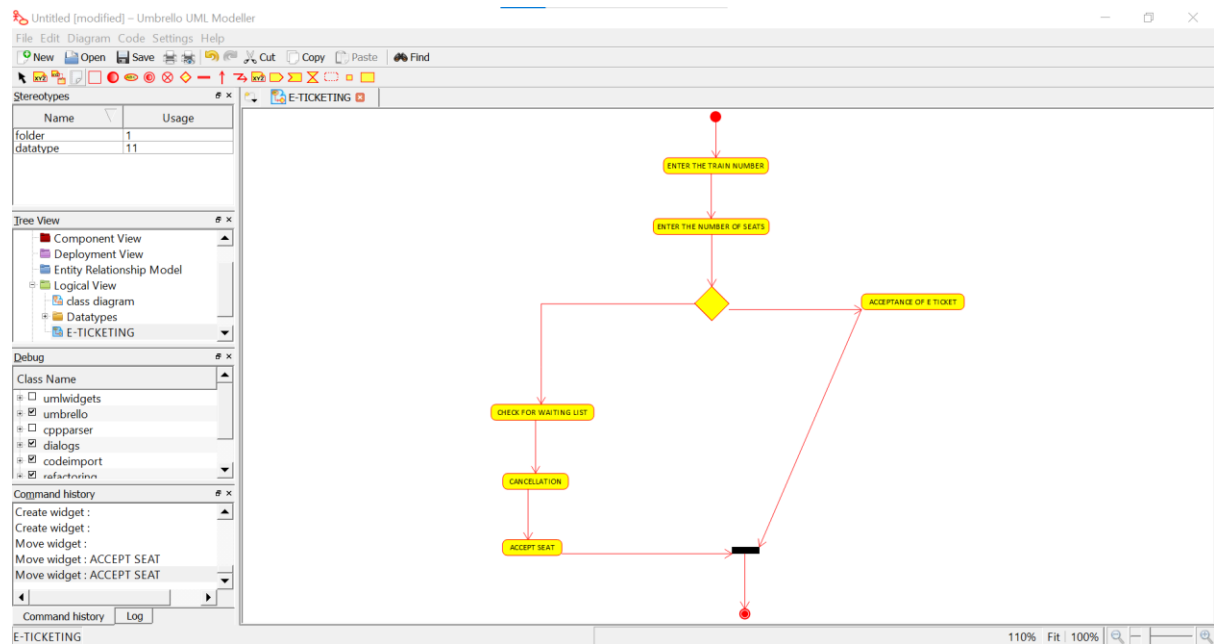 Untitled [modified] – Umbrello UML Modeller
File Edit Diagram Code Settings Help
New Open Save Cut Copy Paste Find
XYZ XYZ
Stereotypes
Name Usage
folder 1
datatype 11
Tree View
Component View
Deployment View
Entity Relationship Model
Logical View
class diagram
Datatypes
E-TICKETING
Debug
Class Name
umlwidgets
umbrello
cppparser
dialogs
codeimport
refactoring
Command history
Create widget :
Create widget :
Move widget :
Move widget : ACCEPT SEAT
Move widget : ACCEPT SEAT
Command history Log
E-TICKETING
E-TICKETING
ENTER THE TRAIN NUMBER
ENTER THE NUMBER OF SEATS
ACCEPTANCE OF E TICKET
CHECK FOR WAITING LIST
CANCELLATION
ACCEPT SEAT
110% Fit 100%